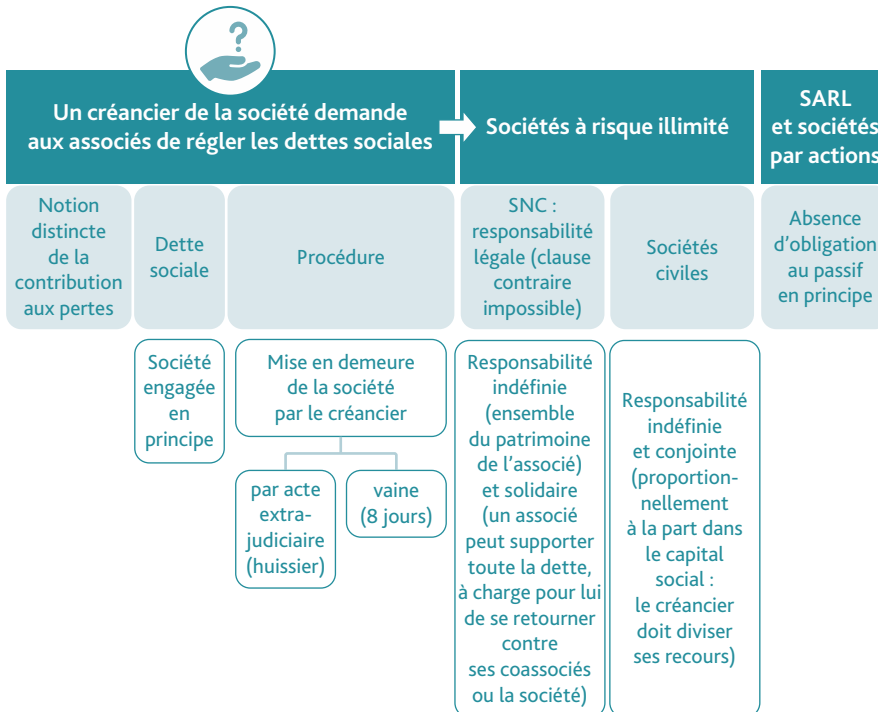 ?
Un créancier de la société demande
aux associés de régler les dettes sociales
Sociétés à risque illimité
SARL
et sociétés
par actions
Notion
distincte
de la
contribution
aux pertes
Dette
sociale
Procédure
SNC :
responsabilité
légale (clause
contraire
impossible)
Sociétés
civiles
Absence
d’obligation
au passif
en principe
Société
engagée
en
principe
Mise en demeure
de la société
par le créancier
par acte
extra-
judiciaire
(huissier)
vaine
(8 jours)
Responsabilité
indéfinie
(ensemble
du patrimoine
de l’associé)
et solidaire
(un associé
peut supporter
toute la dette,
à charge pour lui
de se retourner
contre
ses coassociés
ou la société)
Responsabilité
indéfinie
et conjointe
(proportion-
nellement
à la part dans
le capital
social :
le créancier
doit diviser
ses recours)